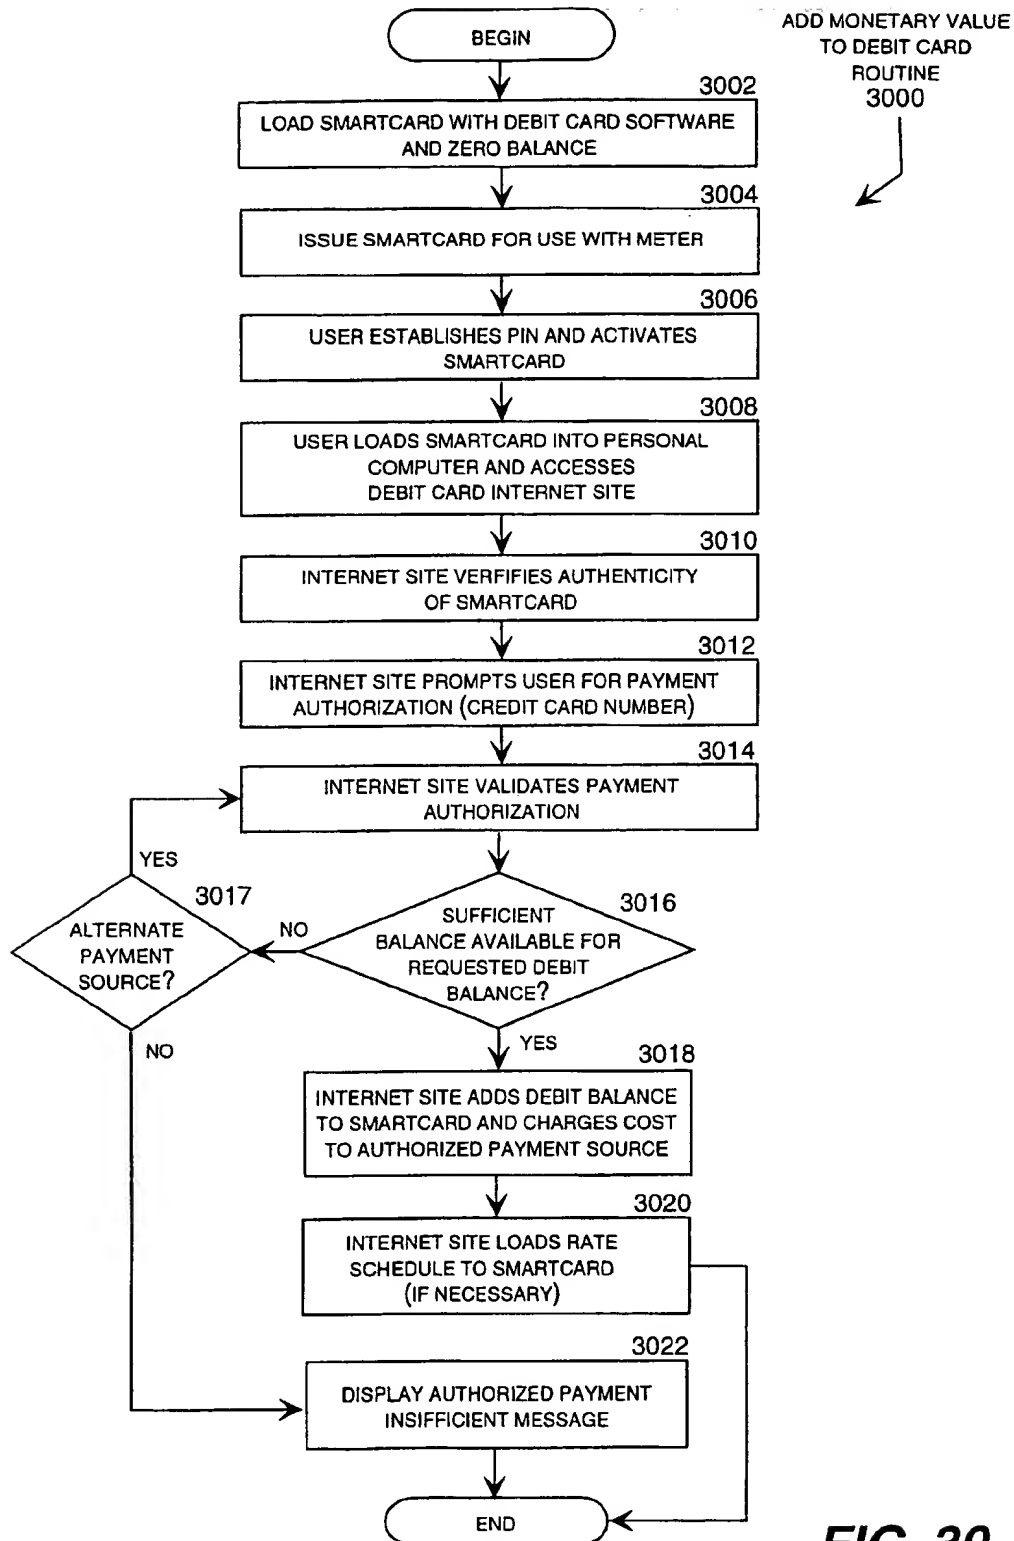 BEGIN
ADD MONETARY VALUE
TO DEBIT CARD
ROUTINE
3000
3002
LOAD SMARTCARD WITH DEBIT CARD SOFTWARE
AND ZERO BALANCE
3004
ISSUE SMARTCARD FOR USE WITH METER
3006
USER ESTABLISHES PIN AND ACTIVATES
SMARTCARD
3008
USER LOADS SMARTCARD INTO PERSONAL
COMPUTER AND ACCESSES
DEBIT CARD INTERNET SITE
3010
INTERNET SITE VERFIFIES AUTHENTICITY
OF SMARTCARD
3012
INTERNET SITE PROMPTS USER FOR PAYMENT
AUTHORIZATION (CREDIT CARD NUMBER)
3014
INTERNET SITE VALIDATES PAYMENT
AUTHORIZATION
YES
3017
ALTERNATE
PAYMENT
SOURCE?
NO
NO
3016
SUFFICIENT
BALANCE AVAILABLE FOR
REQUESTED DEBIT
BALANCE?
YES
3018
INTERNET SITE ADDS DEBIT BALANCE
TO SMARTCARD AND CHARGES COST
TO AUTHORIZED PAYMENT SOURCE
3020
INTERNET SITE LOADS RATE
SCHEDULE TO SMARTCARD
(IF NECESSARY)
3022
DISPLAY AUTHORIZED PAYMENT
INSIFFICIENT MESSAGE
END
FIG. 30